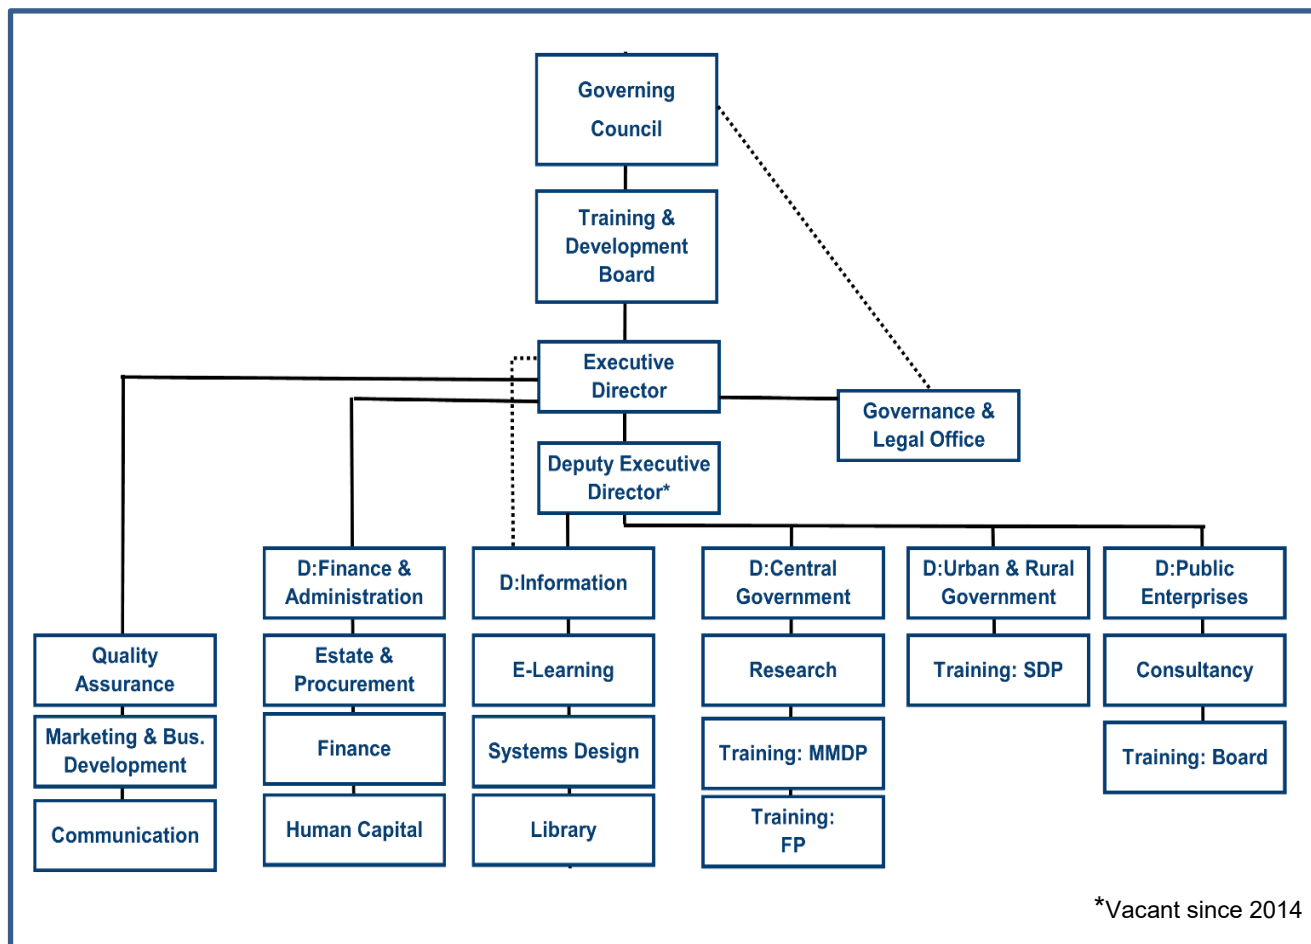 Governing
Council
Training &
Development
Board
Executive
Director
Governance &
Legal Office
Deputy Executive
Director*
D:Finance &
Administration
D:Information
D:Central
Government
D:Urban & Rural
Government
D:Public
Enterprises
Quality
Assurance
Estate &
Procurement
E-Learning
Research
Training: SDP
Consultancy
Marketing & Bus.
Development
Finance
Systems Design
Training: MMDP
Training: Board
Communication
Human Capital
Library
Training:
FP
*Vacant since 2014